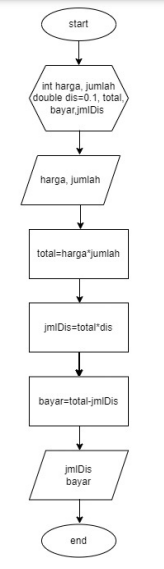 start
int harga, jumlah
double dis=0.1, total,
bayar,jmlDis
harga, jumlah
total=harga*jumlah
jmlDis=total*dis
bayar=total-jmlDis
jmlDis
bayar
end